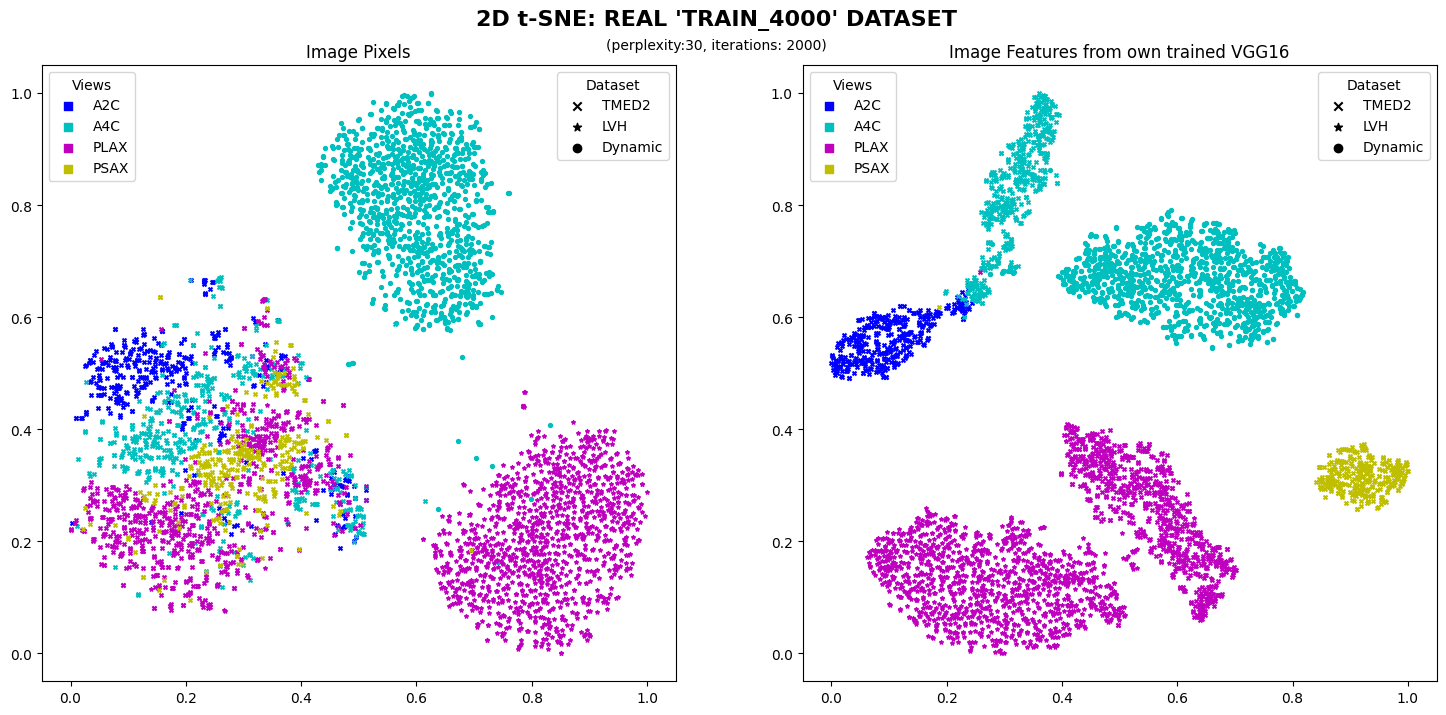 2D t-SNE: REAL 'TRAIN_4000' DATASET
(perplexity:30, iterations: 2000)
Image Pixels
Views
A2C
A4C
PLAX
PSAX
Dataset
TMED2
LVH
Dynamic
1.0
0.8
0.6
0.4
0.2
0.0
0.0 0.2 0.4 0.6 0.8 1.0
Image Features from own trained VGG16
Views
A2C
A4C
PLAX
PSAX
Dataset
TMED2
LVH
Dynamic
1.0
0.8
0.6
0.4
0.2
0.0
0.0 0.2 0.4 0.6 0.8 1.0